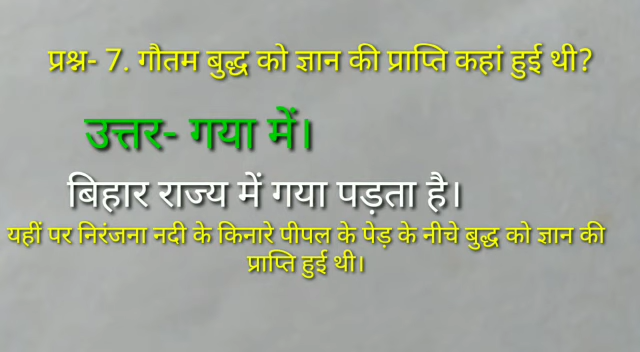 प्रश्न- 7. गौतम बुद्ध को ज्ञान की प्राप्ति कहां हुई थी?
उत्तर- गया में।
बिहार राज्य में गया पड़ता है।
यहीं पर निरंजना नदी के किनारे पीपल के पेड़ के नीचे बुद्ध को ज्ञान की
प्राप्ति हुई थी।